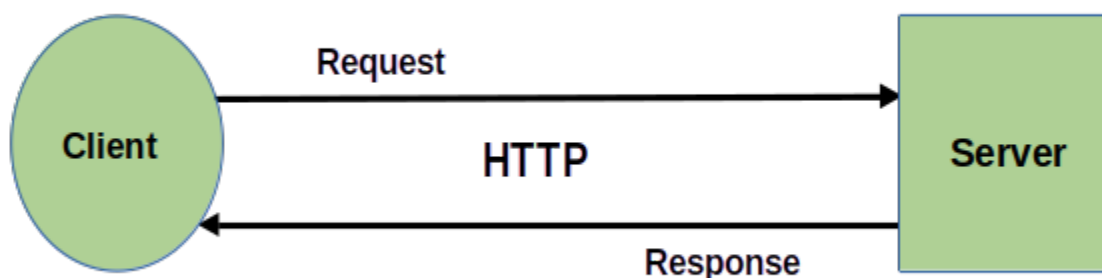 Request
Client
HTTP
Server
Response